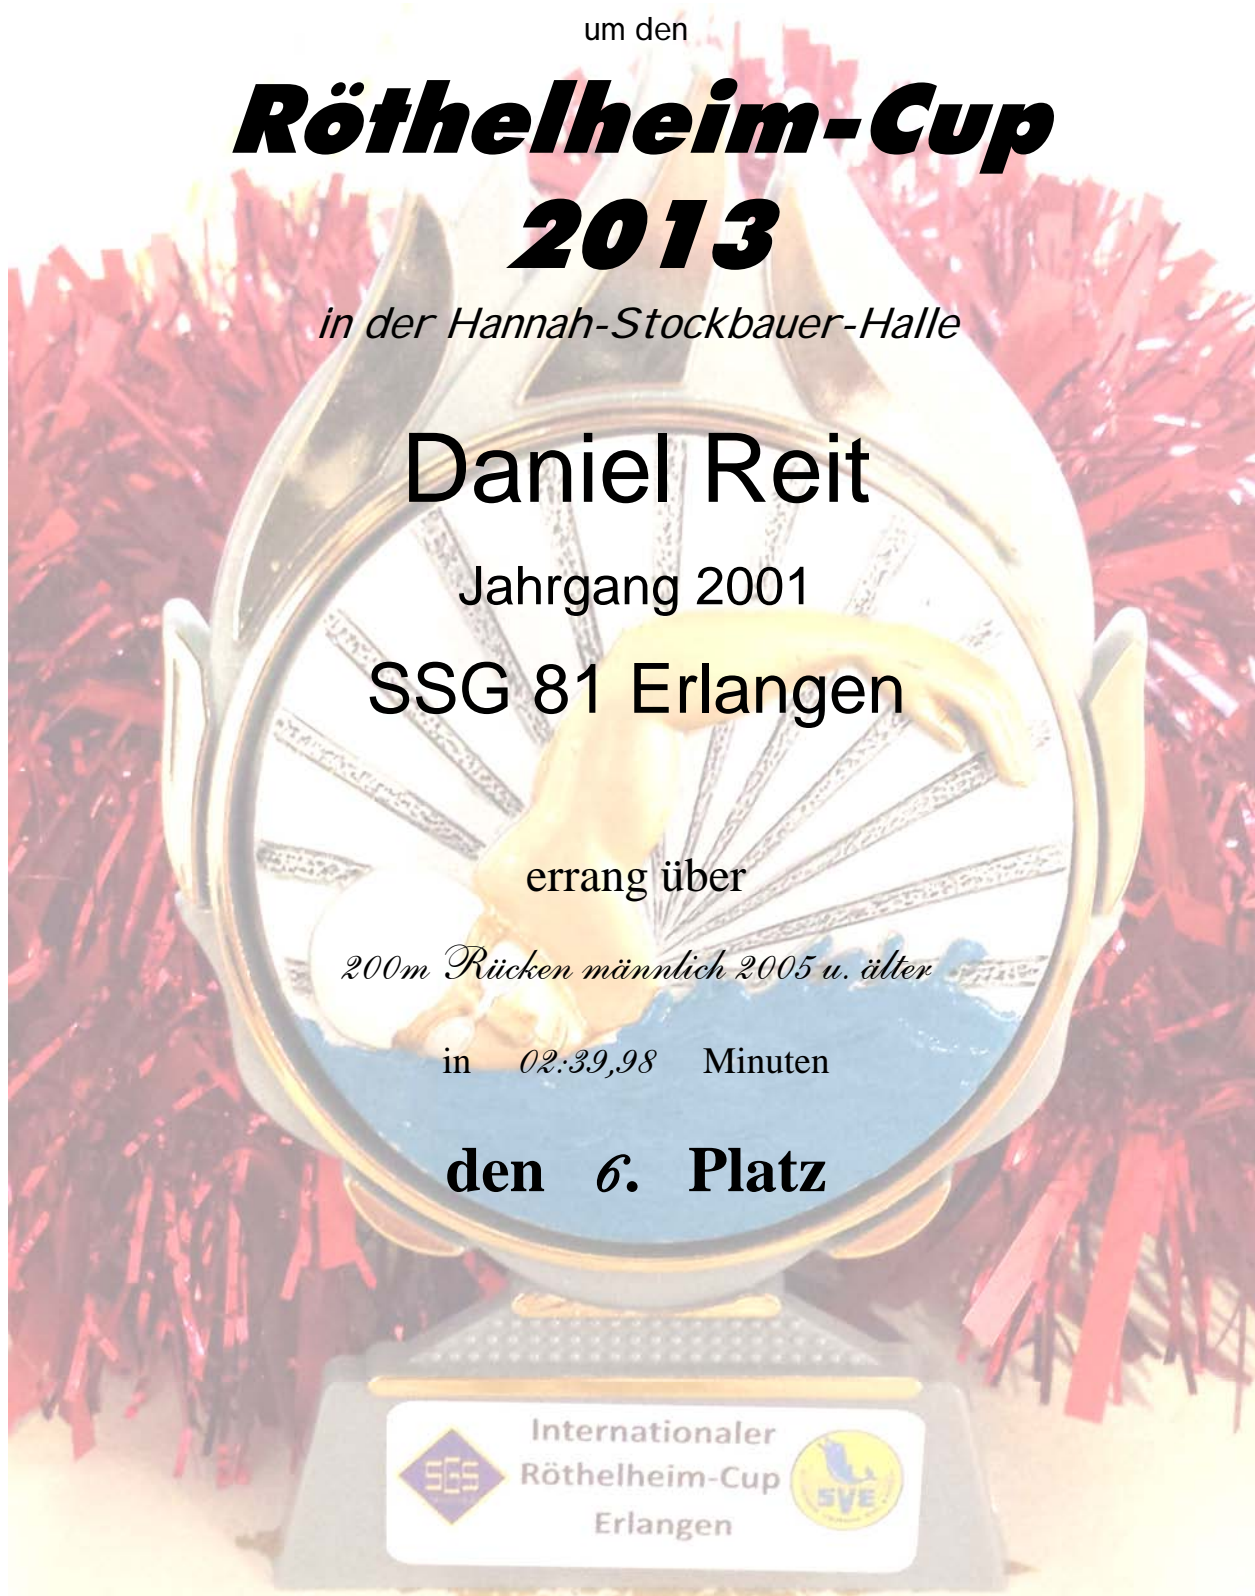 um den
Röthelheim-Cup
2013
in der Hannah-Stockbauer-Halle
Daniel Reit
Jahrgang 2001
SSG 81 Erlangen
errang über
200m Rücken männlich 2005 u. älter
in 02:39,98 Minuten
den 6. Platz
Internationaler
SGS Röthelheim-Cup SVE
Erlangen